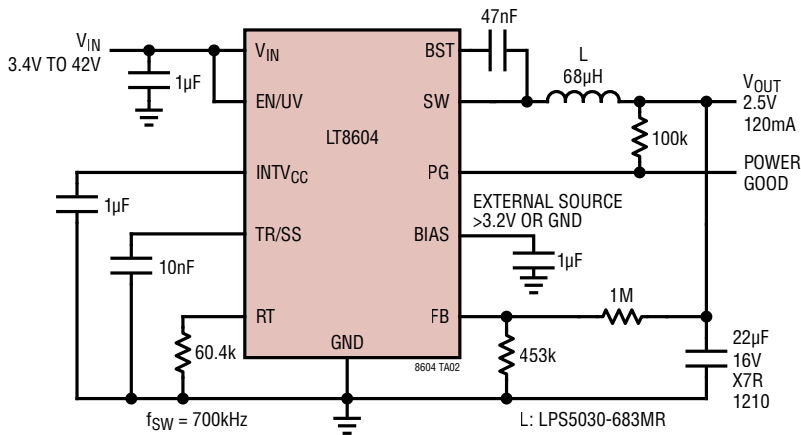 V_IN
3.4V TO 42V
1µF
V_IN
EN/UV
INTV_CC
TR/SS
RT
LT8604
GND
BST
SW
PG
BIAS
FB
8604 TA02
47nF
L
68µH
V_OUT
2.5V
120mA
100k
POWER
GOOD
EXTERNAL SOURCE
>3.2V OR GND
1µF
1µF
10nF
60.4k
1M
453k
22µF
16V
X7R
1210
f_SW = 700kHz
L: LPS5030-683MR